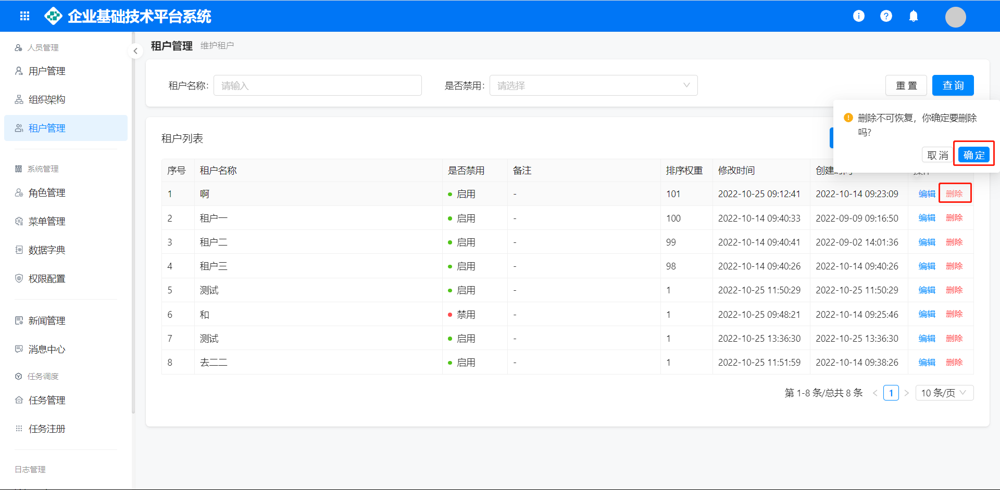 企业基础技术平台系统
人员管理
用户管理
组织架构
租户管理
系统管理
角色管理
菜单管理
数据字典
权限配置
新闻管理
消息中心
任务调度
任务管理
任务注册
日志管理
租户管理 维护租户
租户名称: 请输入 是否禁用: 请选择 重 置 查 询
删除不可恢复，你确定要删除
吗?
取 消 确 定
租户列表
序号 租户名称 是否禁用 备注 排序权重 修改时间 创建时间 操作
1 啊 启用 - 101 2022-10-25 09:12:41 2022-10-14 09:23:09 编辑 删除
2 租户一 启用 - 100 2022-10-14 09:40:33 2022-09-09 09:16:50 编辑 删除
3 租户二 启用 - 99 2022-10-14 09:40:41 2022-09-02 14:01:36 编辑 删除
4 租户三 启用 - 98 2022-10-14 09:40:26 2022-10-14 09:40:26 编辑 删除
5 测试 启用 - 1 2022-10-25 11:50:29 2022-10-25 11:50:29 编辑 删除
6 和 禁用 - 1 2022-10-25 09:48:21 2022-10-14 09:25:46 编辑 删除
7 测试 启用 - 1 2022-10-25 13:36:30 2022-10-25 13:36:30 编辑 删除
8 去二二 启用 - 1 2022-10-25 11:51:59 2022-10-14 09:38:26 编辑 删除
第 1-8 条/总共 8 条 < 1 > 10 条/页